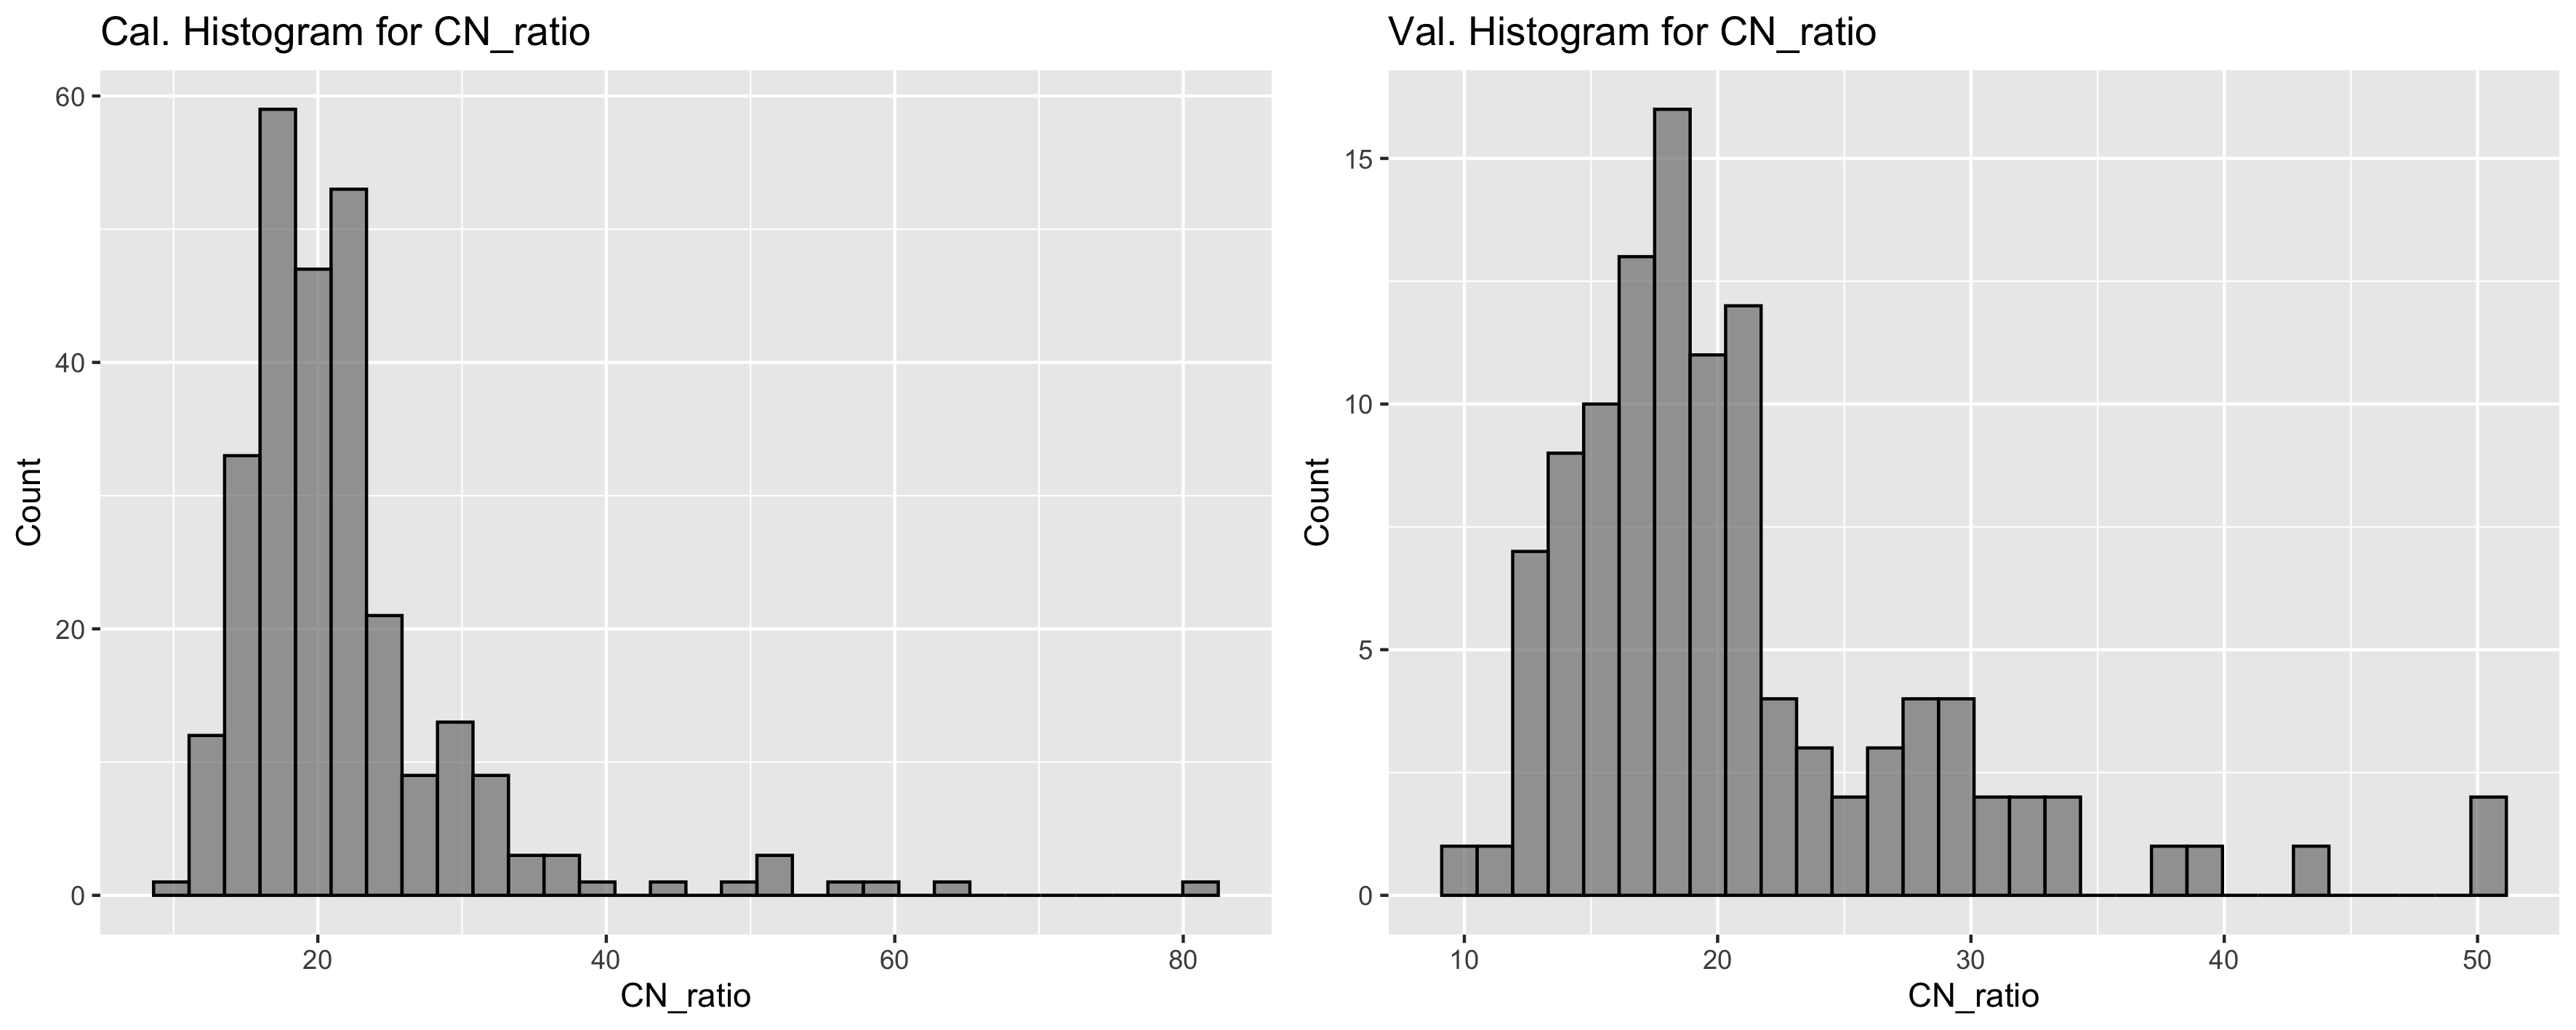 Cal. Histogram for CN_ratio
60
40
20
0
Count
20 40 60 80
CN_ratio
Val. Histogram for CN_ratio
15
10
5
0
Count
10 20 30 40 50
CN_ratio